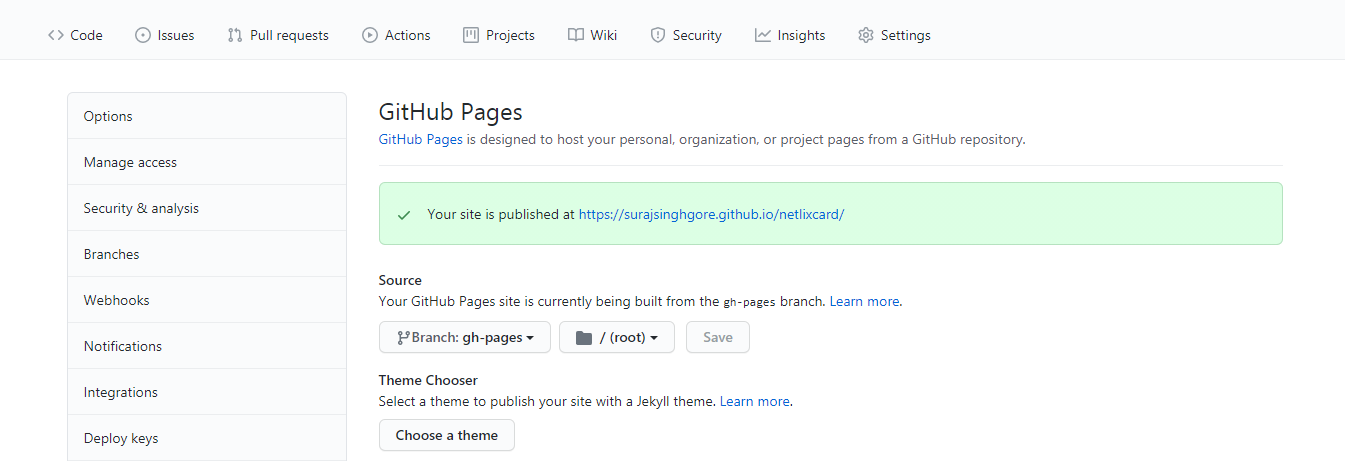 Code Issues Pull requests Actions Projects Wiki Security Insights Settings
Options
Manage access
Security & analysis
Branches
Webhooks
Notifications
Integrations
Deploy keys
GitHub Pages
GitHub Pages is designed to host your personal, organization, or project pages from a GitHub repository.
Your site is published at https://surajsinghgore.github.io/netlixcard/
Source
Your GitHub Pages site is currently being built from the gh-pages branch. Learn more.
Branch: gh-pages / (root) Save
Theme Chooser
Select a theme to publish your site with a Jekyll theme. Learn more.
Choose a theme